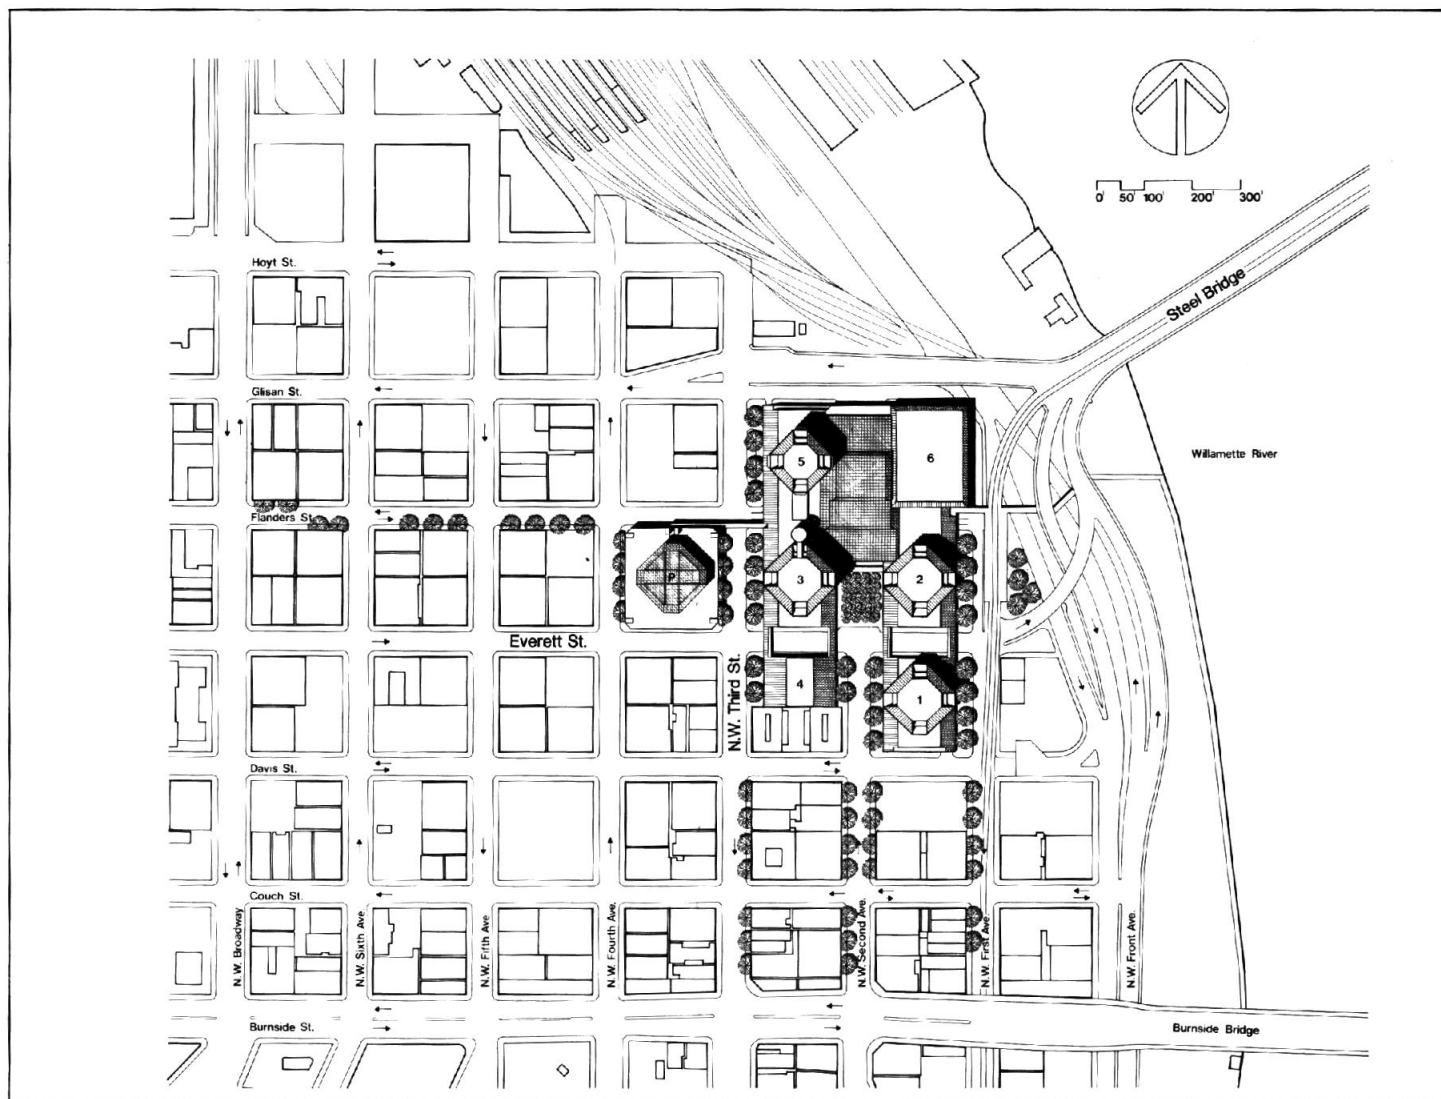 0' 50' 100' 200' 300'
Steel Bridge
Hoyt St.
Glisan St.
Willamette River
5
6
Flanders St.
P
3
2
Everett St.
N.W. Third St.
4
1
Davis St.
Couch St.
N.W. Broadway
N.W. Sixth Ave.
N.W. Fifth Ave.
N.W. Fourth Ave.
N.W. Second Ave.
N.W. First Ave.
N.W. Front Ave.
Burnside St.
Burnside Bridge